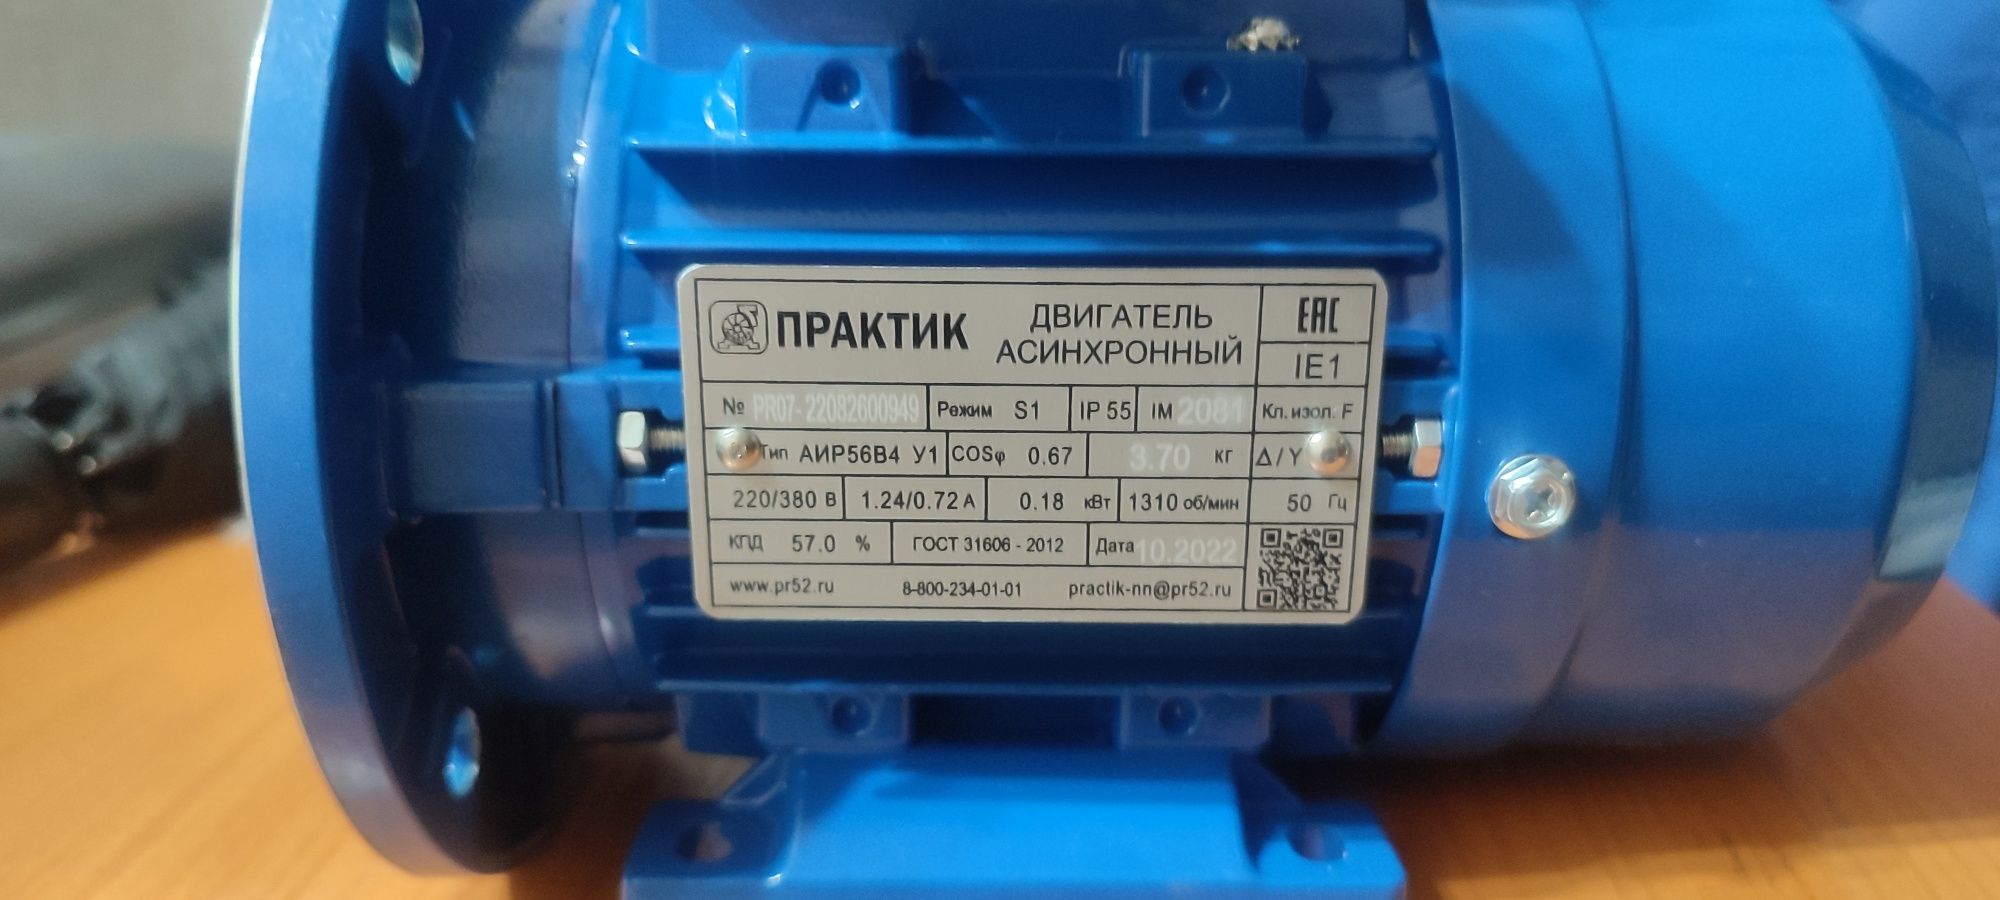 ПРАКТИК
ДВИГАТЕЛЬ
АСИНХРОННЫЙ
EAC
IE1
№ PR07-22082600949 Режим S1 IP 55 IM 2081 Кл. изол. F
Тип АИР56В4 У1 COSφ 0.67 3.70 кг Δ/Y
220/380 В 1.24/0.72 А 0.18 кВт 1310 об/мин 50 Гц
КПД 57.0 % ГОСТ 31606 - 2012 Дата 10.2022
www.pr52.ru 8-800-234-01-01 practik-nn@pr52.ru